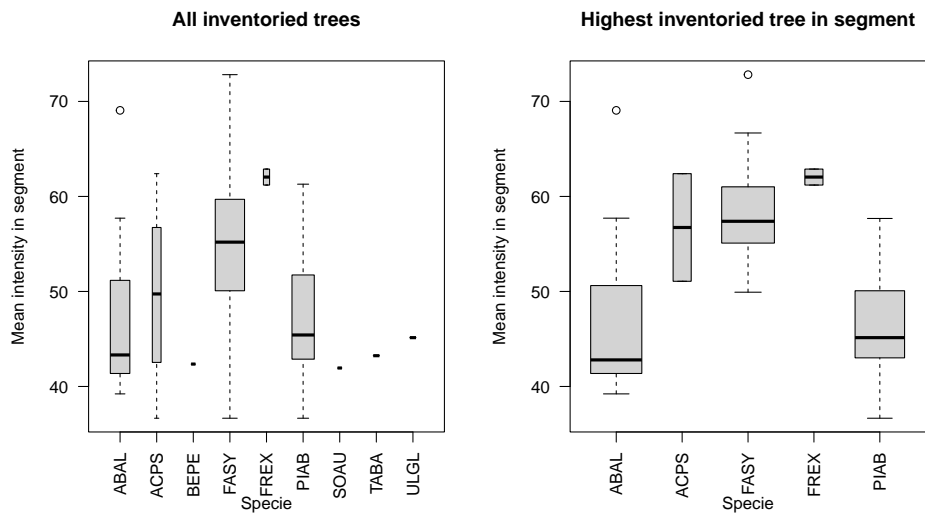 All inventoried trees
Mean intensity in segment
70
60
50
40
ABAL
ACPS
BEPE
FASY
FREX
PIAB
SOAU
TABA
ULGL
Specie
Highest inventoried tree in segment
Mean intensity in segment
70
60
50
40
ABAL
ACPS
FASY
FREX
PIAB
Specie